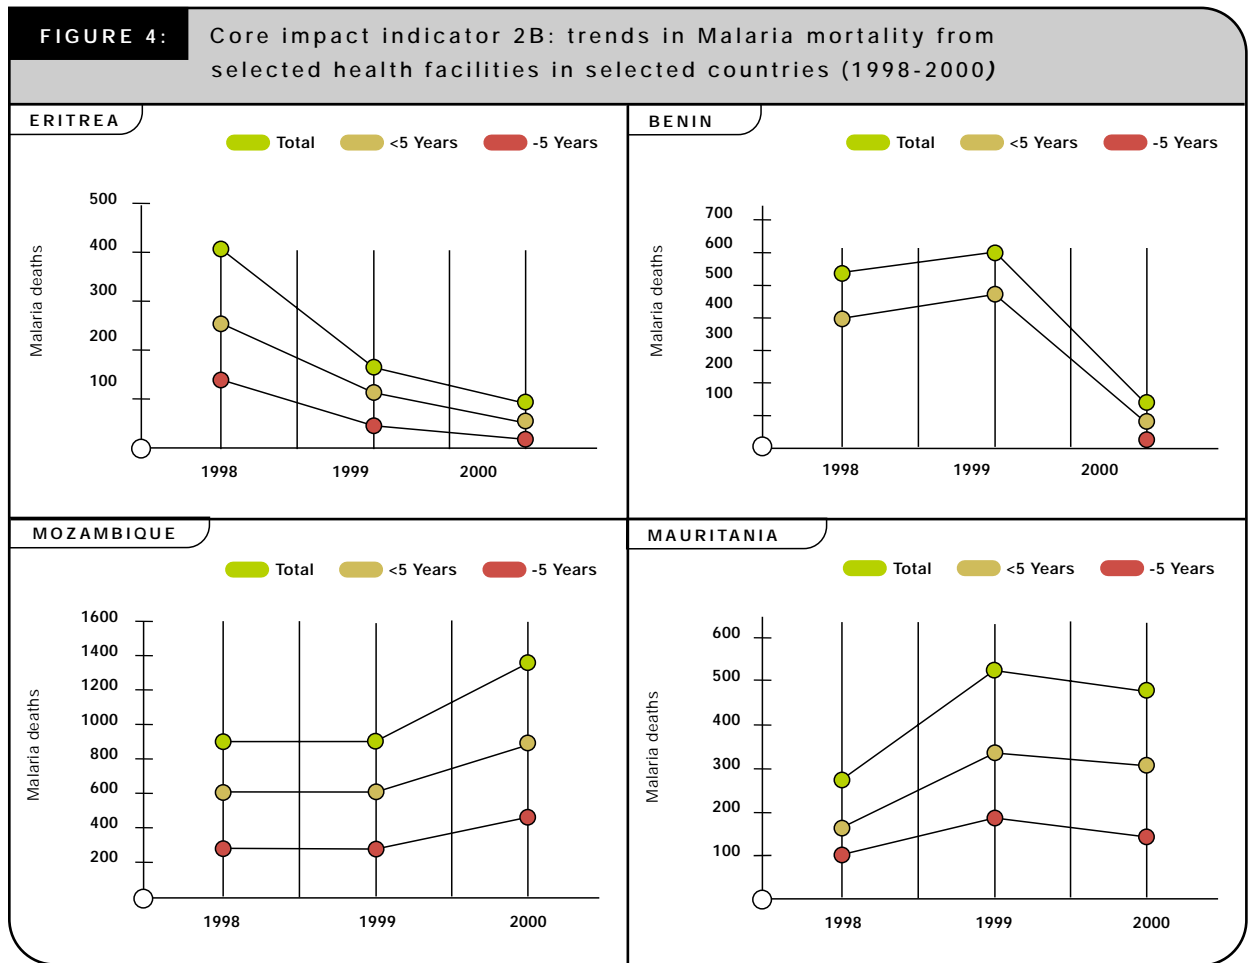 FIGURE 4:
Core impact indicator 2B: trends in Malaria mortality from
selected health facilities in selected countries (1998-2000)
ERITREA
Total
<5 Years
-5 Years
Malaria deaths
500
400
300
200
100
1998
1999
2000
BENIN
Total
<5 Years
-5 Years
Malaria deaths
700
600
500
400
300
200
100
1998
1999
2000
MOZAMBIQUE
Total
<5 Years
-5 Years
Malaria deaths
1600
1400
1200
1000
800
600
400
200
1998
1999
2000
MAURITANIA
Total
<5 Years
-5 Years
Malaria deaths
600
500
400
300
200
100
1998
1999
2000